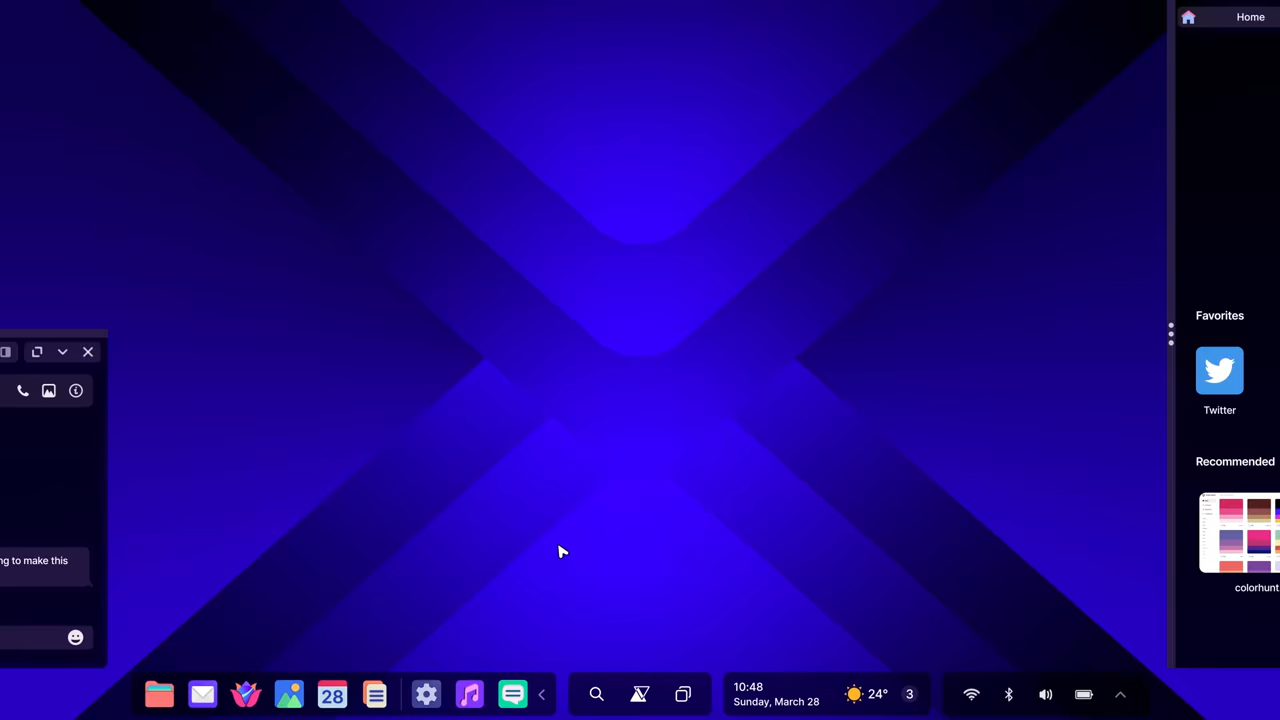 Home
Favorites
Twitter
Recommended
ng to make this
colorhunt
28
10:48
Sunday, March 28
24°
3